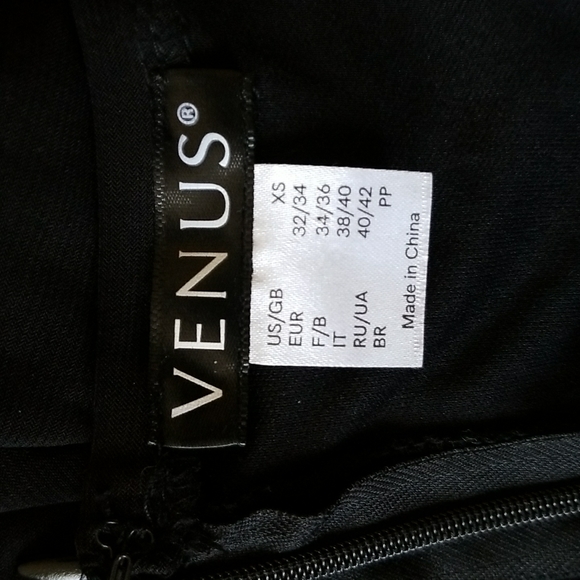 VENUS®
US/GB XS
EUR 32/34
F/B 34/36
IT 38/40
RU/UA 40/42
BR PP
Made in China